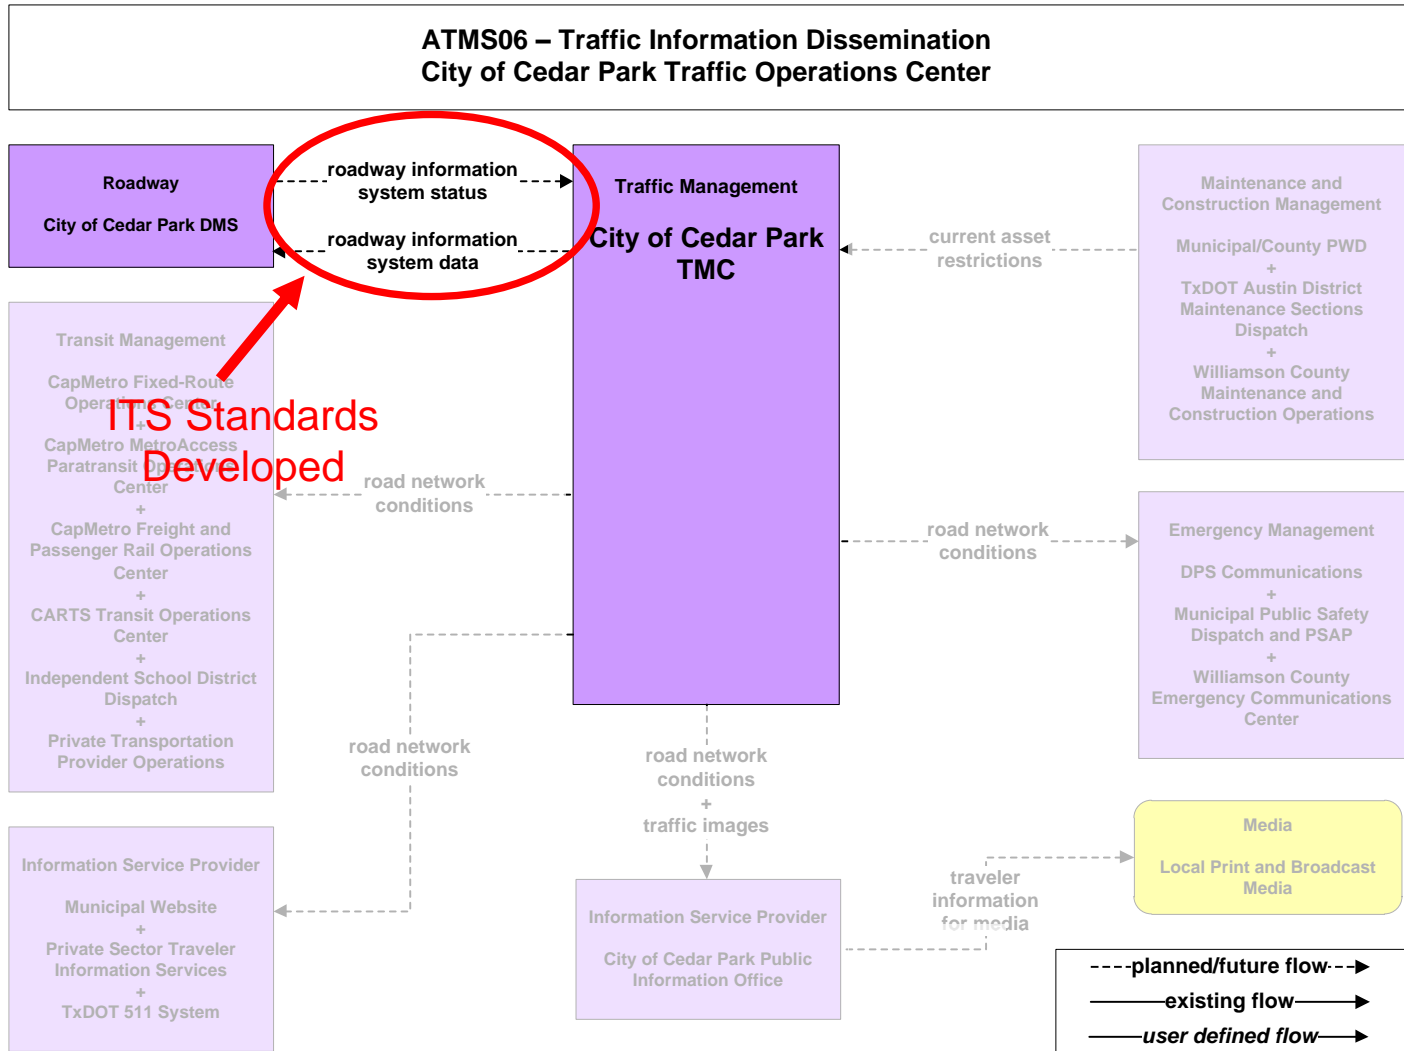 ATMS06 – Traffic Information Dissemination
City of Cedar Park Traffic Operations Center
Roadway
City of Cedar Park DMS
roadway information
system status
roadway information
system data
Traffic Management
City of Cedar Park
TMC
current asset
restrictions
Maintenance and
Construction Management
Municipal/County PWD
+
TxDOT Austin District
Maintenance Sections
Dispatch
+
Williamson County
Maintenance and
Construction Operations
Transit Management
CapMetro Fixed-Route
Operations Center
+
CapMetro MetroAccess
Paratransit Operations
Center
+
CapMetro Freight and
Passenger Rail Operations
Center
+
CARTS Transit Operations
Center
+
Independent School District
Dispatch
+
Private Transportation
Provider Operations
ITS Standards
Developed
road network
conditions
road network
conditions
Emergency Management
DPS Communications
+
Municipal Public Safety
Dispatch and PSAP
+
Williamson County
Emergency Communications
Center
road network
conditions
road network
conditions
+
traffic images
Information Service Provider
Municipal Website
+
Private Sector Traveler
Information Services
+
TxDOT 511 System
Information Service Provider
City of Cedar Park Public
Information Office
traveler
information
for media
Media
Local Print and Broadcast
Media
planned/future flow
existing flow
user defined flow